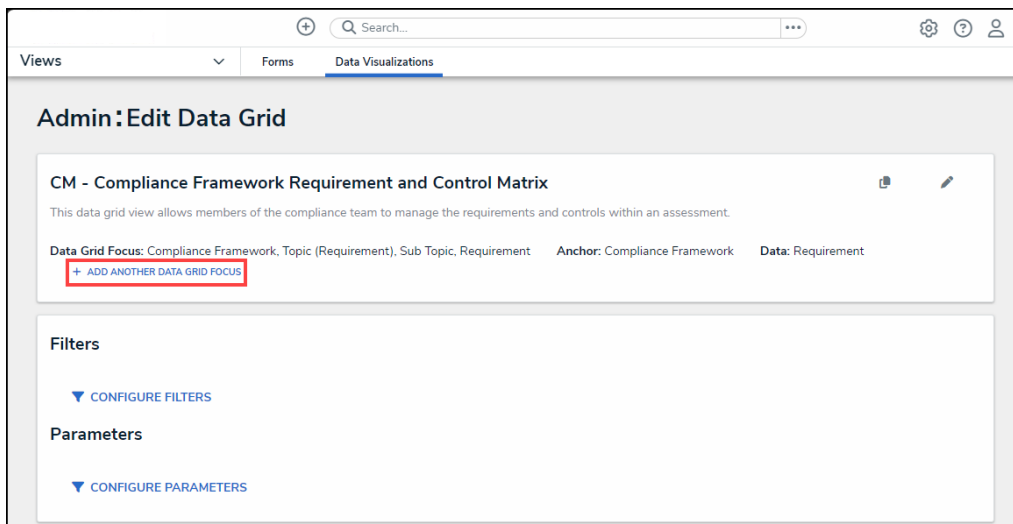 Search...
Views Forms Data Visualizations
Admin:Edit Data Grid
CM - Compliance Framework Requirement and Control Matrix
This data grid view allows members of the compliance team to manage the requirements and controls within an assessment.
Data Grid Focus: Compliance Framework, Topic (Requirement), Sub Topic, Requirement Anchor: Compliance Framework Data: Requirement
+ ADD ANOTHER DATA GRID FOCUS
Filters
CONFIGURE FILTERS
Parameters
CONFIGURE PARAMETERS